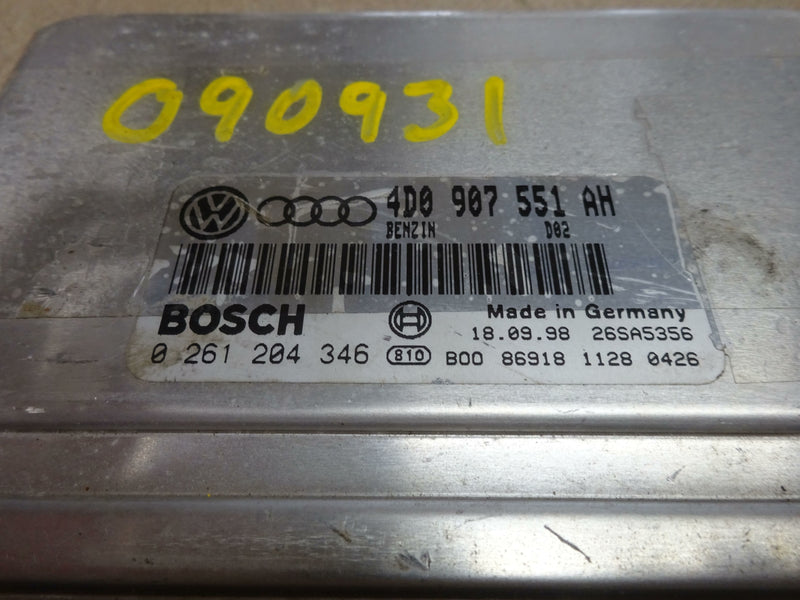 090931
4D0 907 551 AH
BENZIN D02
BOSCH Made in Germany
18.09.98 26SA5356
0 261 204 346 810 B00 86918 1128 0426